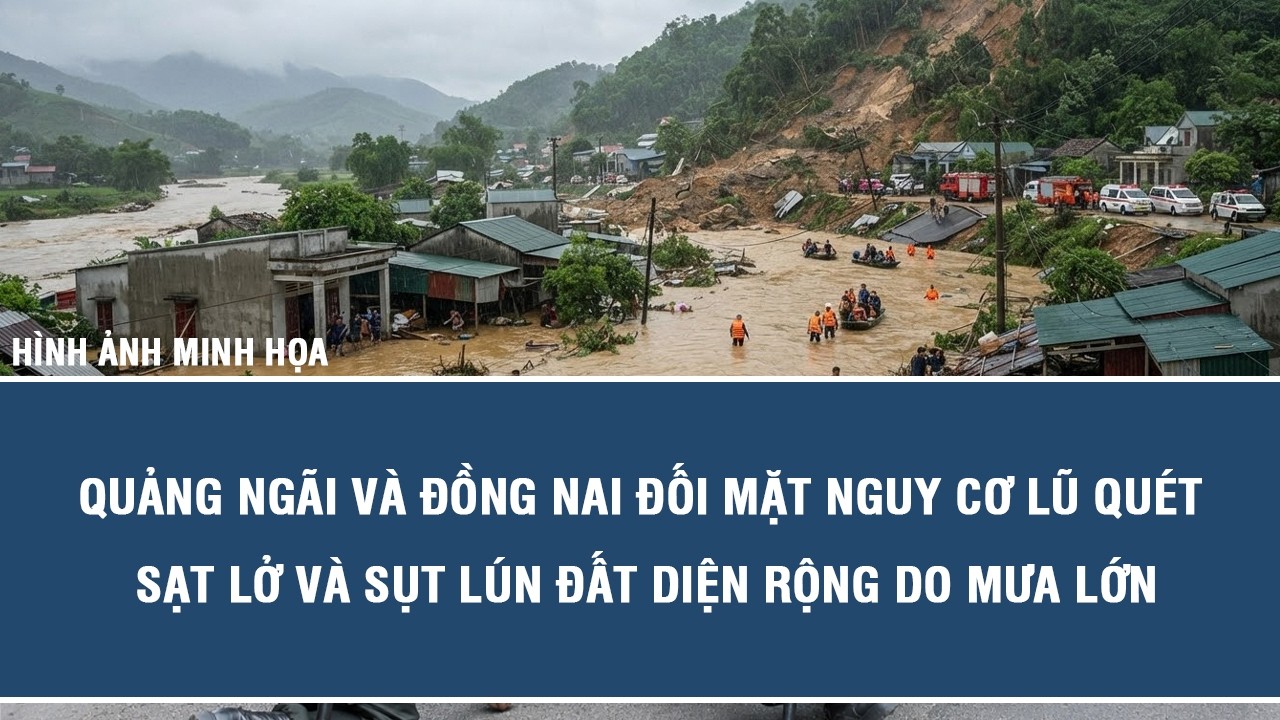 HÌNH ẢNH MINH HỌA
QUẢNG NGÃI VÀ ĐỒNG NAI ĐỐI MẶT NGUY CƠ LŨ QUÉT
SẠT LỞ VÀ SỤT LÚN ĐẤT DIỆN RỘNG DO MƯA LỚN